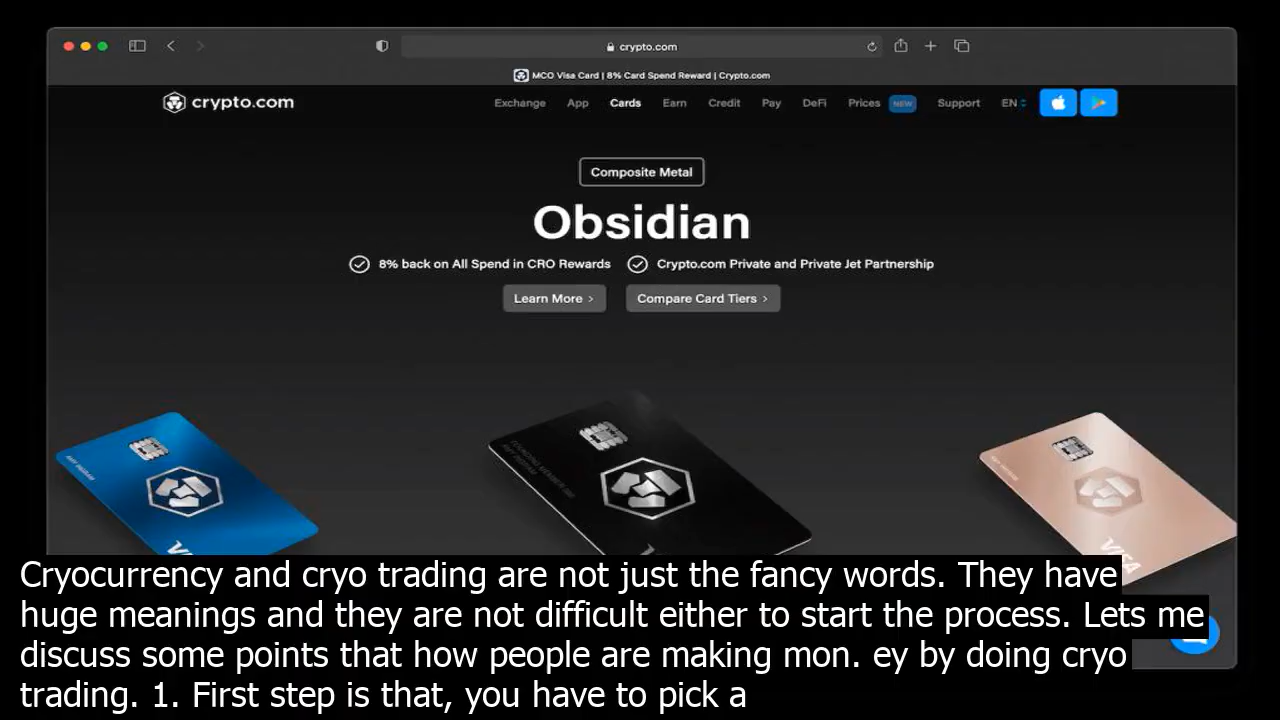 crypto.com
MCO Visa Card | 8% Card Spend Reward | Crypto.com
crypto.com Exchange App Cards Earn Credit Pay DeFi Prices NEW Support EN
Composite Metal
Obsidian
8% back on All Spend in CRO Rewards Crypto.com Private and Private Jet Partnership
Learn More > Compare Card Tiers >
VISA
Cryocurrency and cryo trading are not just the fancy words. They have
huge meanings and they are not difficult either to start the process. Lets me
discuss some points that how people are making mon. ey by doing cryo
trading. 1. First step is that, you have to pick a